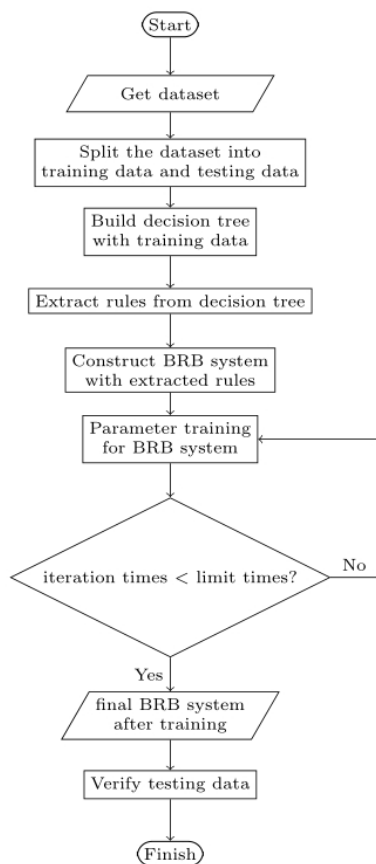 Start
Get dataset
Split the dataset into
training data and testing data
Build decision tree
with training data
Extract rules from decision tree
Construct BRB system
with extracted rules
Parameter training
for BRB system
iteration times < limit times?
No
Yes
final BRB system
after training
Verify testing data
Finish